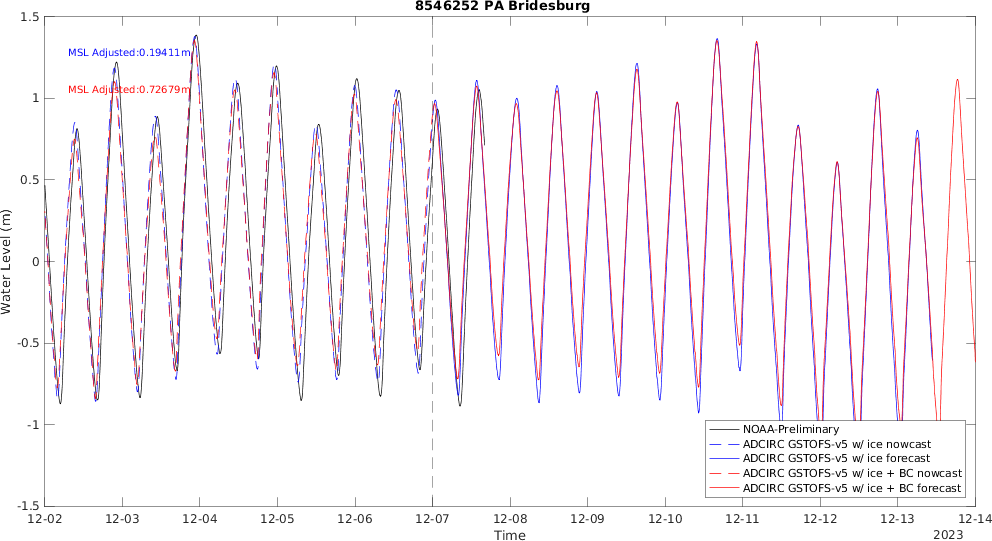 8546252 PA Bridesburg
MSL Adjusted:0.19411m
MSL Adjusted:0.72679m
Water Level (m)
1.5
1
0.5
0
-0.5
-1
-1.5
NOAA-Preliminary
ADCIRC GSTOFS-v5 w/ ice nowcast
ADCIRC GSTOFS-v5 w/ ice forecast
ADCIRC GSTOFS-v5 w/ ice + BC nowcast
ADCIRC GSTOFS-v5 w/ ice + BC forecast
12-02 12-03 12-04 12-05 12-06 12-07 12-08 12-09 12-10 12-11 12-12 12-13 12-14
Time
2023